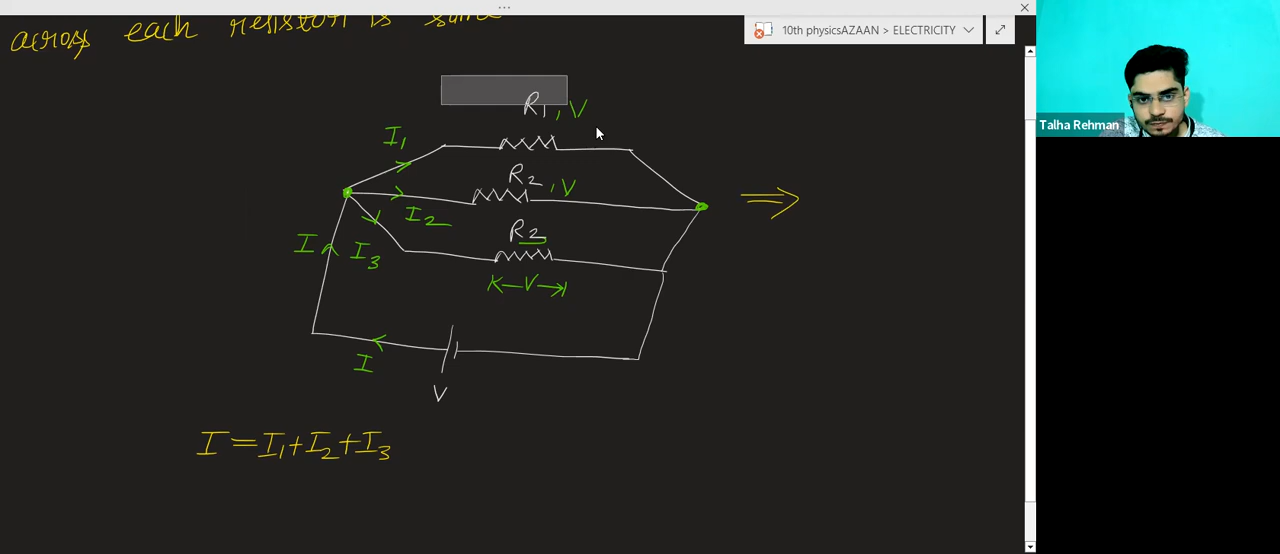 across each resistor is same
10th physicsAZAAN > ELECTRICITY
Talha Rehman
R1, V
I1
R2, V
I2
R3
I
I3
V
I
V
I = I1 + I2 + I3